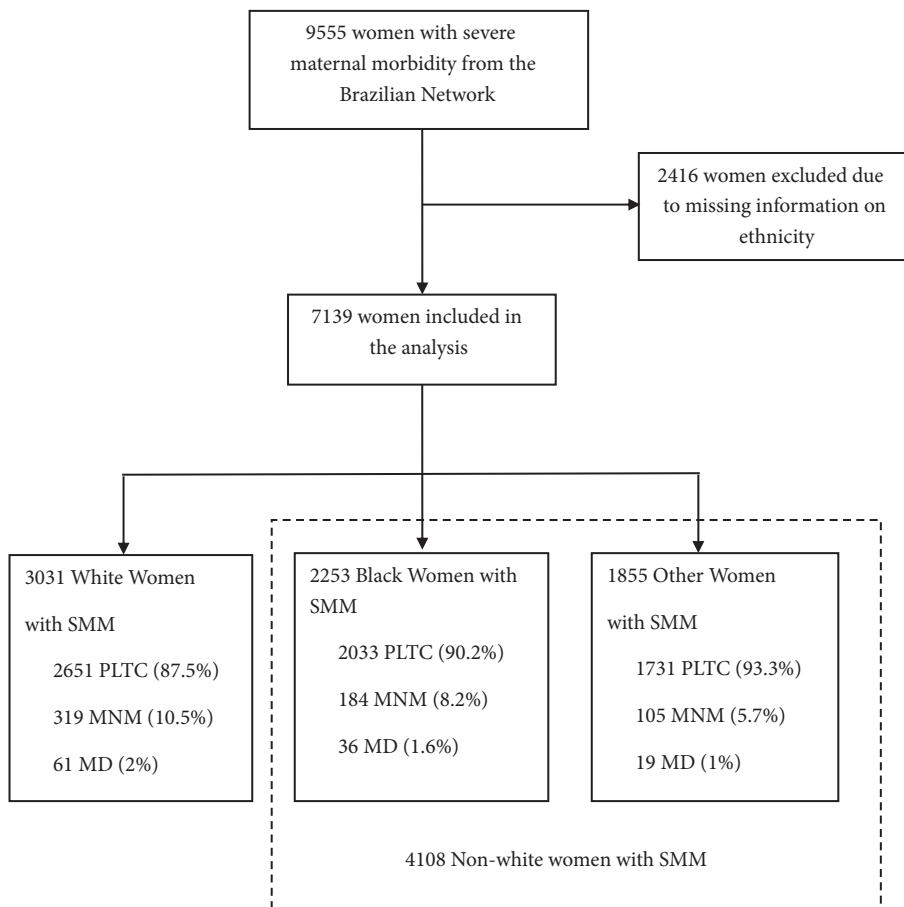 9555 women with severe
maternal morbidity from the
Brazilian Network
2416 women excluded due
to missing information on
ethnicity
7139 women included in
the analysis
3031 White Women
with SMM
2651 PLTC (87.5%)
319 MNM (10.5%)
61 MD (2%)
2253 Black Women with
SMM
2033 PLTC (90.2%)
184 MNM (8.2%)
36 MD (1.6%)
1855 Other Women
with SMM
1731 PLTC (93.3%)
105 MNM (5.7%)
19 MD (1%)
4108 Non-white women with SMM